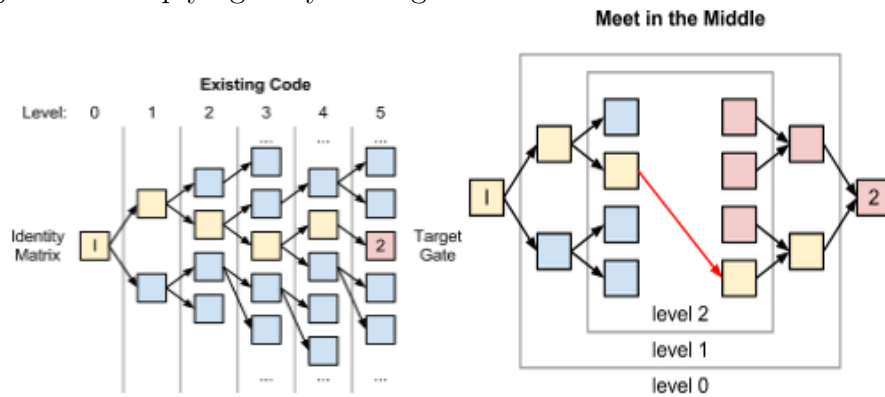 Meet in the Middle
Existing Code
Level: 0 1 2 3 4 5
... ... ...
Identity
Matrix
I
2
Target
Gate
I
2
level 2
level 1
level 0
... ... ...